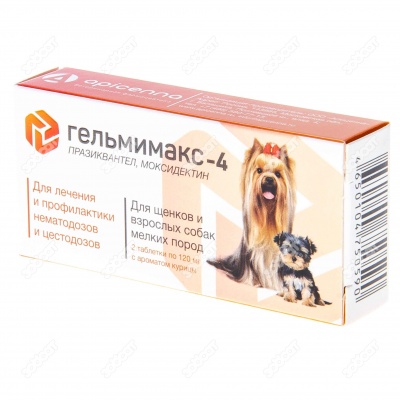 apicenna
гельмимакс-4
ПРАЗИКВАНТЕЛ, МОКСИДЕКТИН
Для лечения
и профилактики
нематодозов
и цестодозов
Для щенков и
взрослых собак
мелких пород
2 таблетки по 120 мг
с ароматом курицы
4650104750590